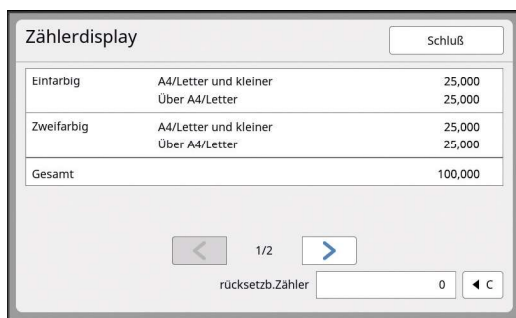 Zählerdisplay
Schluß
Einfarbig A4/Letter und kleiner 25,000
Über A4/Letter 25,000
Zweifarbig A4/Letter und kleiner 25,000
Über A4/Letter 25,000
Gesamt 100,000
1/2
rücksetzb.Zähler 0 C